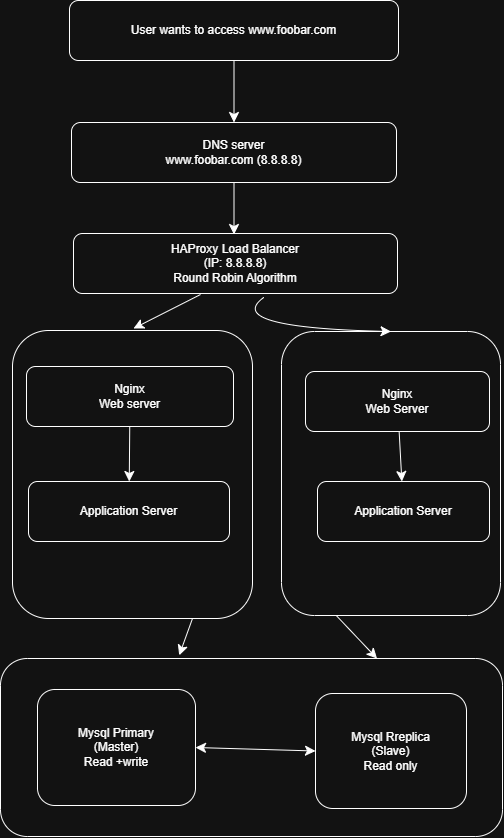 User wants to access www.foobar.com
DNS server
www.foobar.com (8.8.8.8)
HAProxy Load Balancer
(IP: 8.8.8.8)
Round Robin Algorithm
Nginx
Web server
Nginx
Web Server
Application Server
Application Server
Mysql Primary
(Master)
Read +write
Mysql Rreplica
(Slave)
Read only